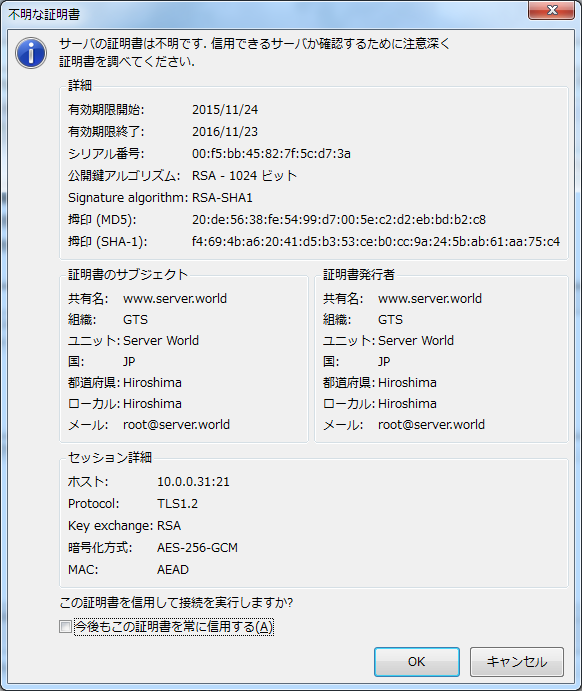 不明な証明書
サーバの証明書は不明です. 信用できるサーバか確認するために注意深く
証明書を調べてください.
詳細
有効期限開始: 2015/11/24
有効期限終了: 2016/11/23
シリアル番号: 00:f5:bb:45:82:7f:5c:d7:3a
公開鍵アルゴリズム: RSA - 1024 ビット
Signature algorithm: RSA-SHA1
拇印 (MD5): 20:de:56:38:fe:54:99:d7:00:5e:c2:d2:eb:bd:b2:c8
拇印 (SHA-1): f4:69:4b:a6:20:41:d5:b3:53:ce:b0:cc:9a:24:5b:ab:61:aa:75:c4
証明書のサブジェクト
共有名: www.server.world
組織: GTS
ユニット: Server World
国: JP
都道府県: Hiroshima
ローカル: Hiroshima
メール: root@server.world
証明書発行者
共有名: www.server.world
組織: GTS
ユニット: Server World
国: JP
都道府県: Hiroshima
ローカル: Hiroshima
メール: root@server.world
セッション詳細
ホスト: 10.0.0.31:21
Protocol: TLS1.2
Key exchange: RSA
暗号化方式: AES-256-GCM
MAC: AEAD
この証明書を信用して接続を実行しますか?
今後もこの証明書を常に信用する(A)
OK
キャンセル